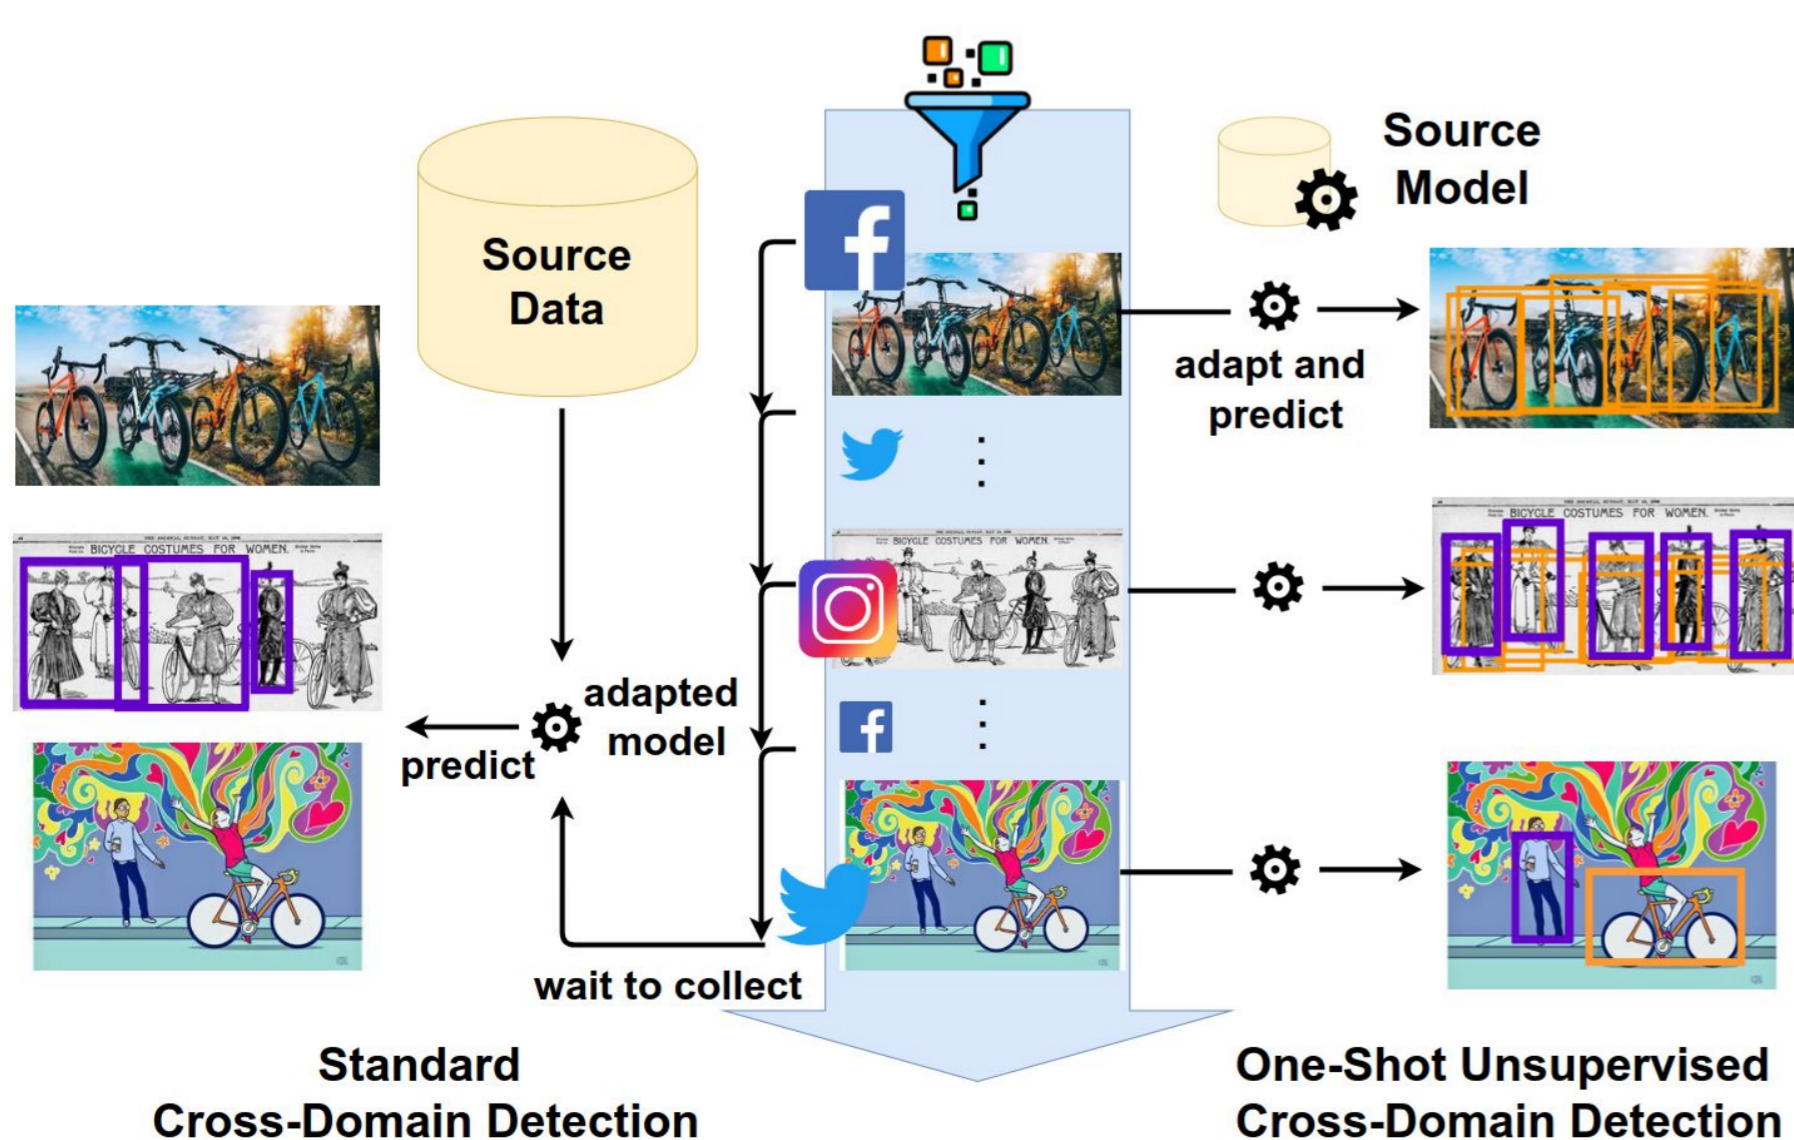 Source
Data
Source
Model
adapt and
predict
BICYCLE COSTUMES FOR WOMEN.
BICYCLE COSTUMES FOR WOMEN.
BICYCLE COSTUMES FOR WOMEN.
adapted
model
predict
wait to collect
Standard
Cross-Domain Detection
One-Shot Unsupervised
Cross-Domain Detection